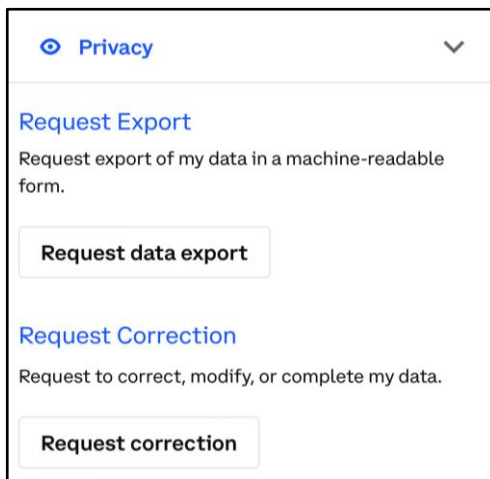 Privacy
Request Export
Request export of my data in a machine-readable
form.
Request data export
Request Correction
Request to correct, modify, or complete my data.
Request correction